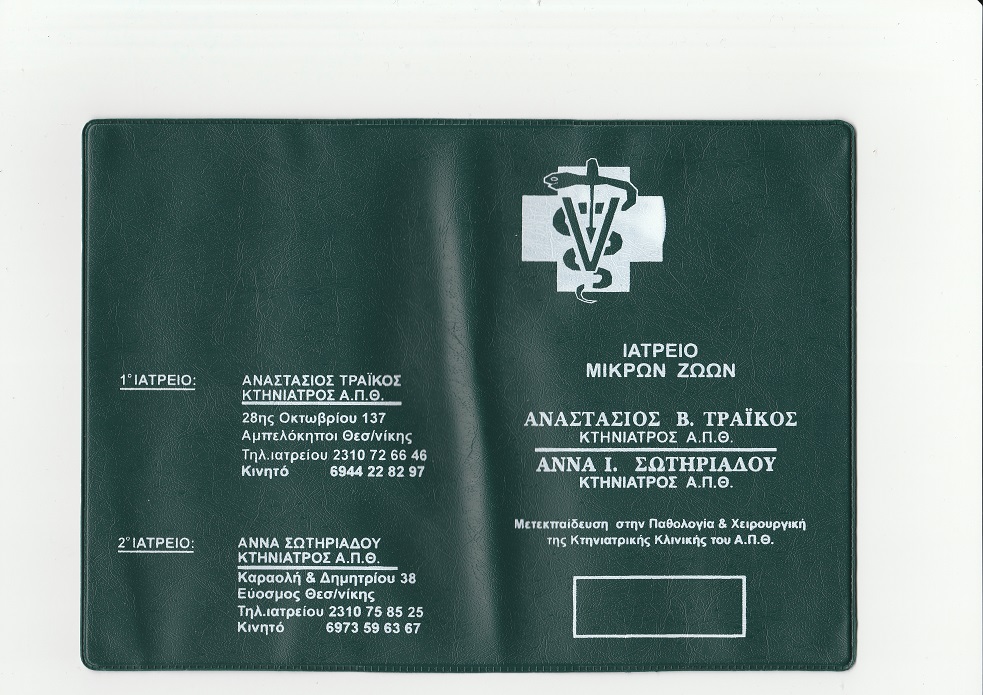 1° ΙΑΤΡΕΙΟ:
ΑΝΑΣΤΑΣΙΟΣ ΤΡΑΪΚΟΣ
ΚΤΗΝΙΑΤΡΟΣ Α.Π.Θ.
28ης Οκτωβρίου 137
Αμπελόκηποι Θεσ/νίκης
Τηλ.ιατρείου 2310 72 66 46
Κινητό 6944 22 82 97
2° ΙΑΤΡΕΙΟ:
ΑΝΝΑ ΣΩΤΗΡΙΑΔΟΥ
ΚΤΗΝΙΑΤΡΟΣ Α.Π.Θ.
Καραολή & Δημητρίου 38
Εύοσμος Θεσ/νίκης
Τηλ.ιατρείου 2310 75 85 25
Κινητό 6973 59 63 67
V
ΙΑΤΡΕΙΟ
ΜΙΚΡΩΝ ΖΩΩΝ
ΑΝΑΣΤΑΣΙΟΣ Β. ΤΡΑΪΚΟΣ
ΚΤΗΝΙΑΤΡΟΣ Α.Π.Θ.
ΑΝΝΑ Ι. ΣΩΤΗΡΙΑΔΟΥ
ΚΤΗΝΙΑΤΡΟΣ Α.Π.Θ.
Μετεκπαίδευση στην Παθολογία & Χειρουργική
της Κτηνιατρικής Κλινικής του Α.Π.Θ.